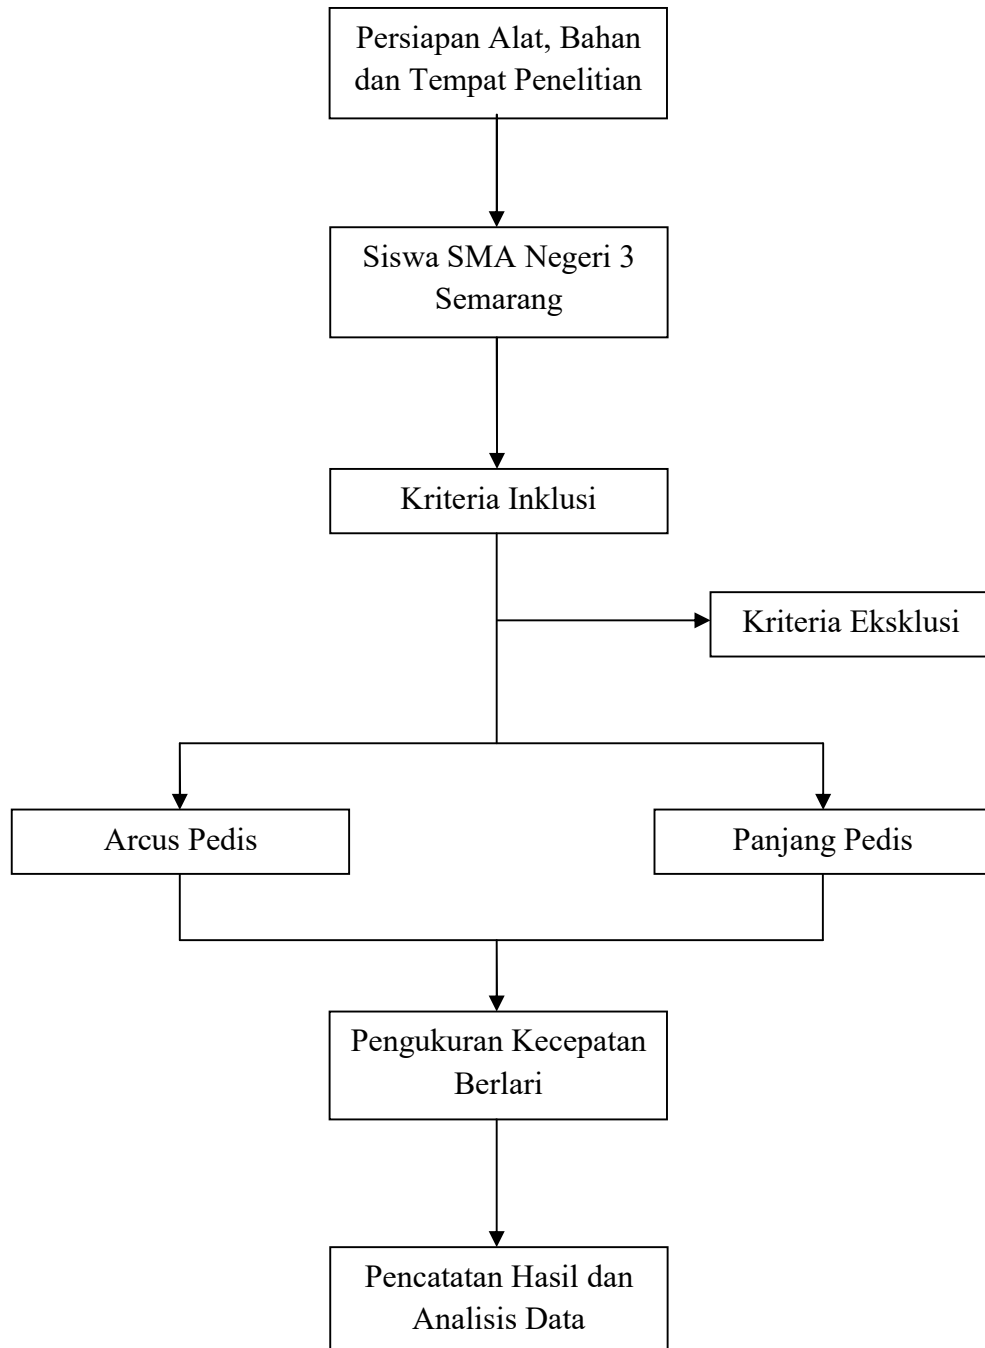 Persiapan Alat, Bahan
dan Tempat Penelitian
Siswa SMA Negeri 3
Semarang
Kriteria Inklusi
Kriteria Eksklusi
Arcus Pedis
Panjang Pedis
Pengukuran Kecepatan
Berlari
Pencatatan Hasil dan
Analisis Data